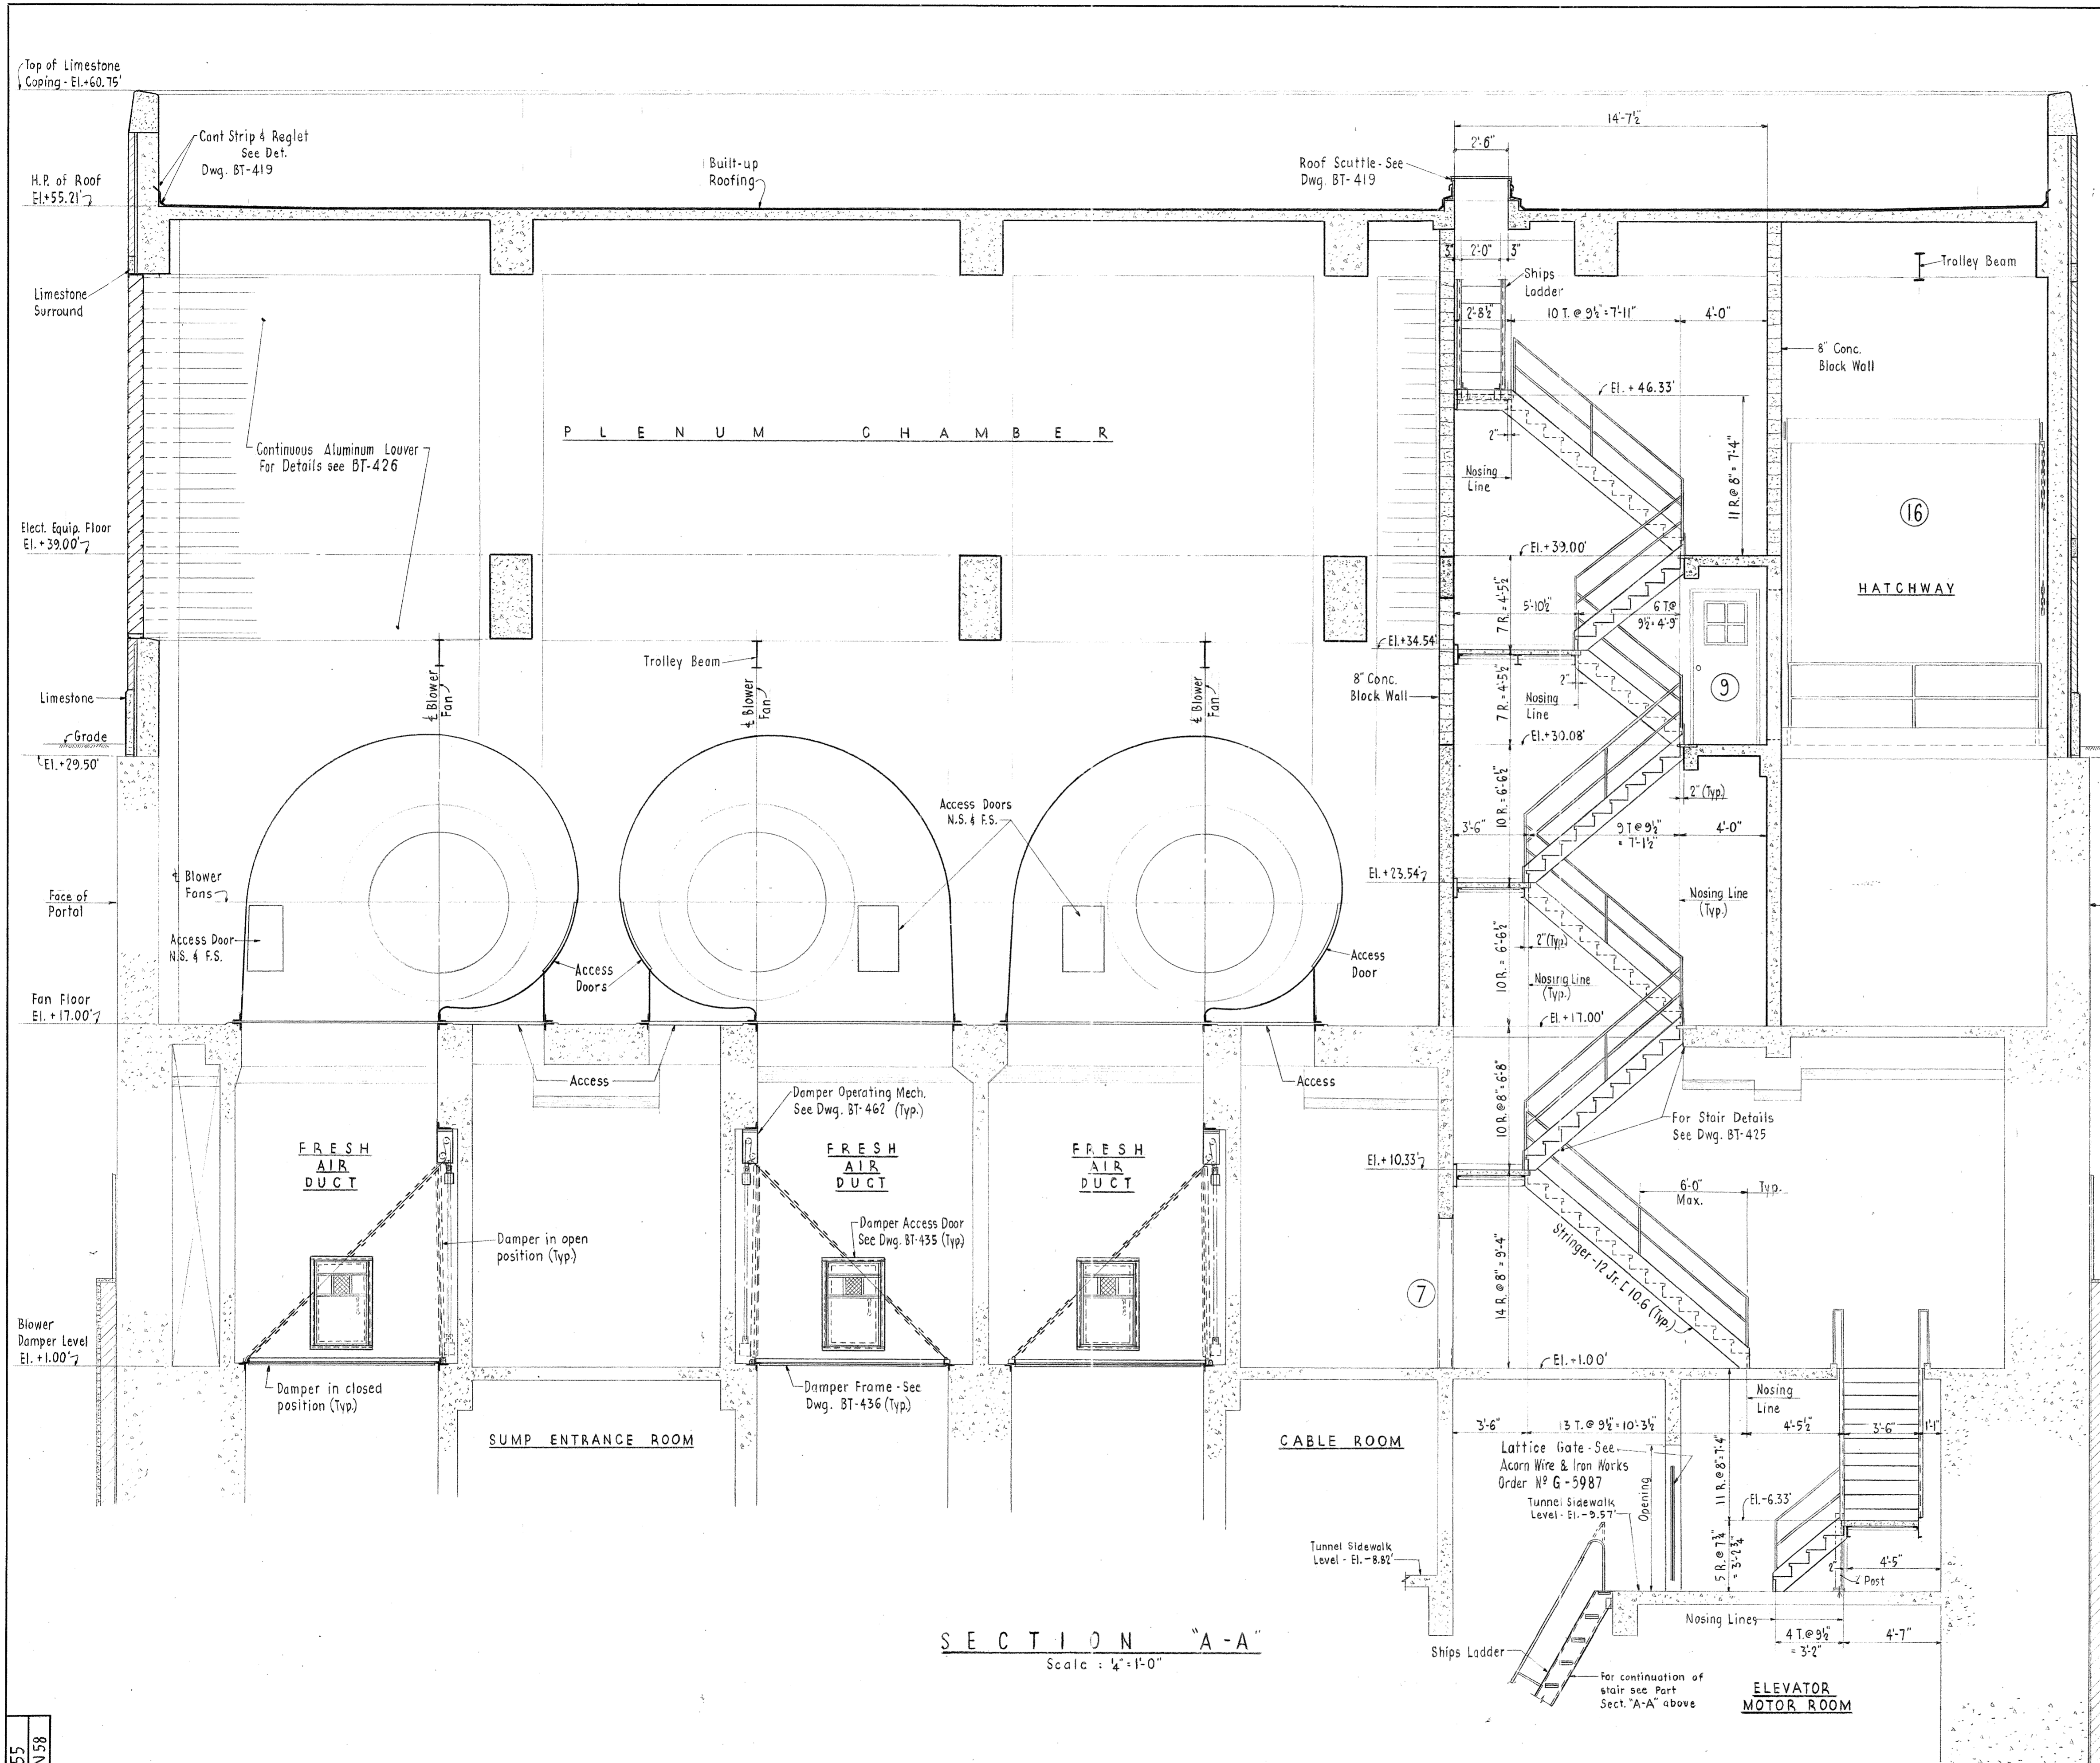 Top of Limestone
Coping - El.+60.75'
Cant Strip & Reglet
See Det.
Dwg. BT-419
H.P. of Roof
El.+55.21'
Built-up
Roofing
Roof Scuttle - See
Dwg. BT-419
14'-7½"
2'-6"
3"
2'-0"
3"
Ships
Ladder
Trolley Beam
Limestone
Surround
2'-8½"
10 T. @ 9½" = 7'-11"
4'-0"
8" Conc.
Block Wall
El. + 46.33'
PLENUM CHAMBER
Continuous Aluminum Louver
For Details see BT-426
2"
Nosing
Line
11 R.@ 8" = 7'-4"
16
HATCHWAY
Elect. Equip. Floor
El. + 39.00'
El.+39.00'
7 R. = 4'-5½"
5'-10½"
6 T.@
9½" = 4'-9"
El.+34.54'
Trolley Beam
8" Conc.
Block Wall
7 R. = 4'-5½"
2"
Nosing
Line
9
Limestone
℄ Blower
Fan
℄ Blower
Fan
℄ Blower
Fan
Grade
El.+29.50'
El.+30.08'
10 R. = 6'-6½"
2" (Typ.)
3'-6"
9 T @ 9½"
= 7'-1½"
4'-0"
Access Doors
N.S. & F.S.
℄ Blower
Fans
El. + 23.54'
Face of
Portal
Nosing Line
(Typ.)
Access Door
N.S. & F.S.
Access
Doors
Access
Door
10 R. = 6'-6½"
2" (Typ.)
Nosing Line
(Typ.)
Fan Floor
El. + 17.00'
El. + 17.00'
Access
Access
Damper Operating Mech.
See Dwg. BT-462 (Typ.)
10 R.@ 8" = 6'-8"
For Stair Details
See Dwg. BT-425
FRESH
AIR
DUCT
FRESH
AIR
DUCT
FRESH
AIR
DUCT
El. + 10.33'
6'-0"
Max.
Typ.
Damper in open
position (Typ.)
Damper Access Door
See Dwg. BT-435 (Typ)
Stringer - 12 Jr. [ 10.6 (Typ.)
14 R. @ 8" = 9'-4"
7
Blower
Damper Level
El. +1.00'
El. +1.00'
Damper in closed
position (Typ.)
Damper Frame - See
Dwg. BT-436 (Typ.)
Nosing
Line
SUMP ENTRANCE ROOM
CABLE ROOM
3'-6"
13 T. @ 9½" = 10'-3½"
4'-5½"
3'-6"
1'-1"
Lattice Gate - See
Acorn Wire & Iron Works
Order Nº G-5987
Opening
11 R. @ 8" = 7'-4"
El.-6.33'
Tunnel Sidewalk
Level - El. -9.57'
Tunnel Sidewalk
Level - El. -8.82'
5 R. @ 7¾"
= 3'-2¾"
2"
4'-5"
Post
Nosing Lines
4 T.@ 9½"
= 3'-2"
4'-7"
SECTION "A-A"
Scale : ¼" = 1'-0"
Ships Ladder
For continuation of
stair see Part
Sect. "A-A" above
ELEVATOR
MOTOR ROOM